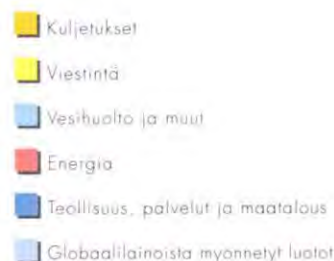 Kuljetukset
Viestintä
Vesihuolto ja muut
Energia
Teollisuus, palvelut ja maatalous
Globaalilainoista myönnetyt luotot